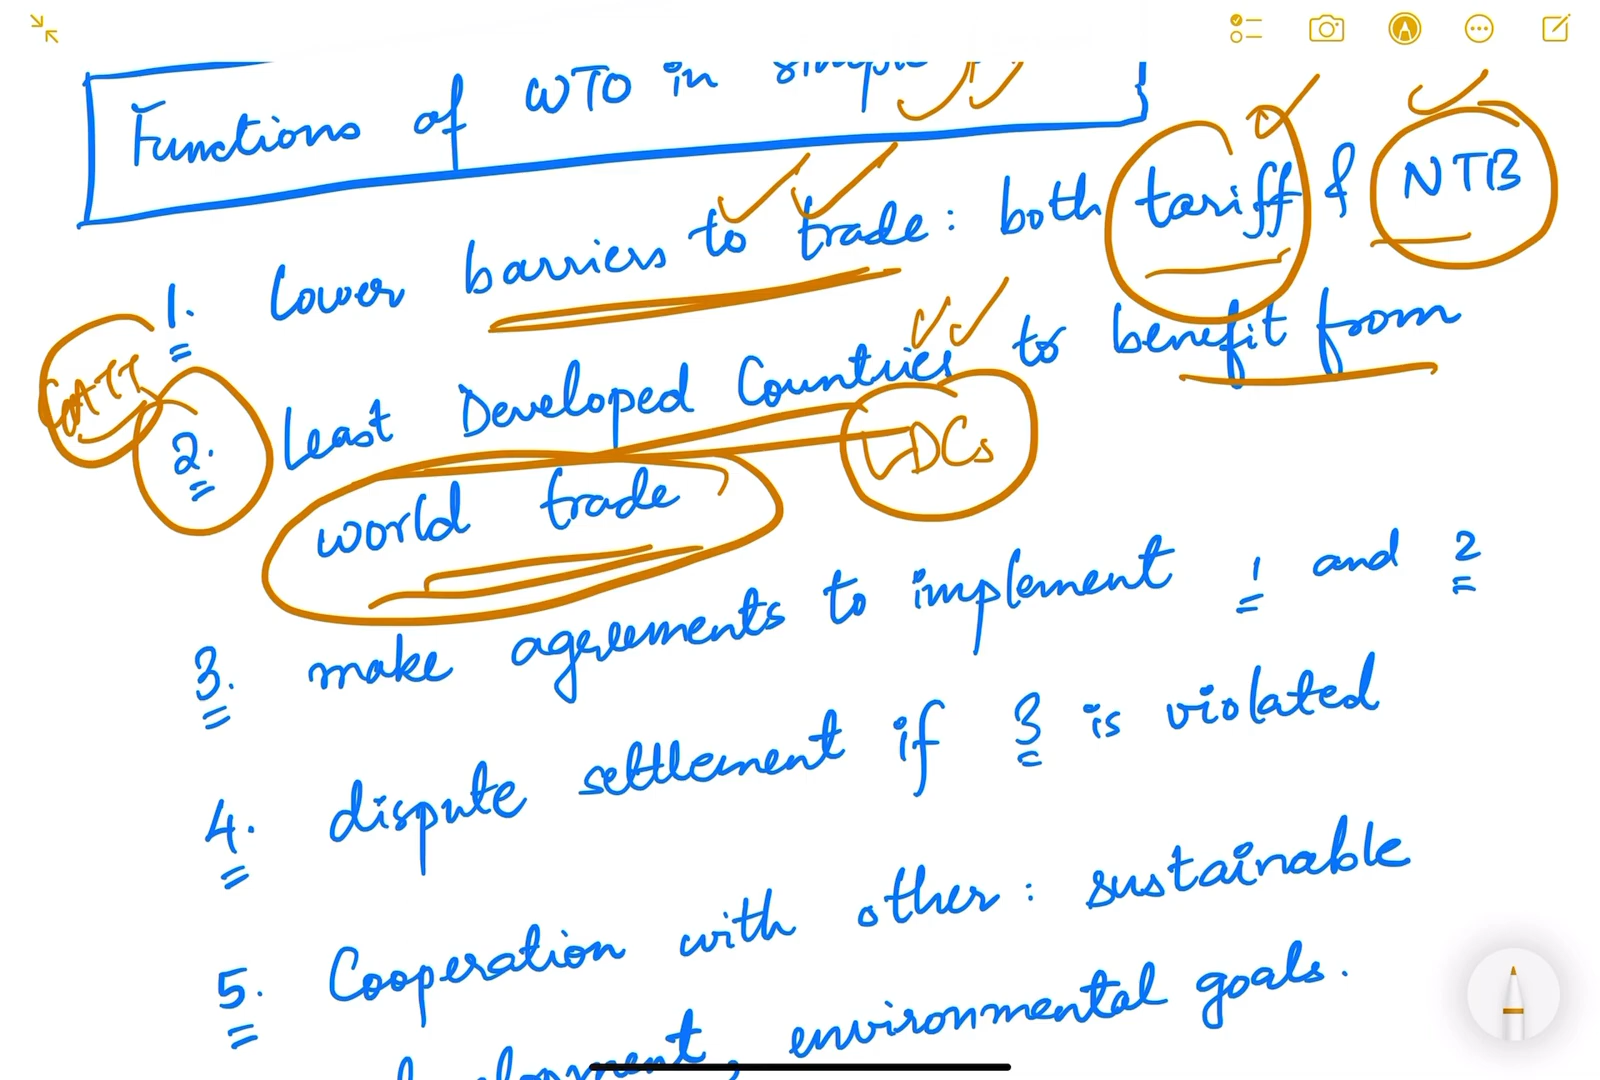 Functions of WTO in simple
1. Lower barriers to trade: both tariff & NTB
GATT
2. Least Developed Countries to benefit from
LDCs
world trade
3. make agreements to implement 1 and 2
4. dispute settlement if 3 is violated
5. Cooperation with other: sustainable
development, environmental goals.